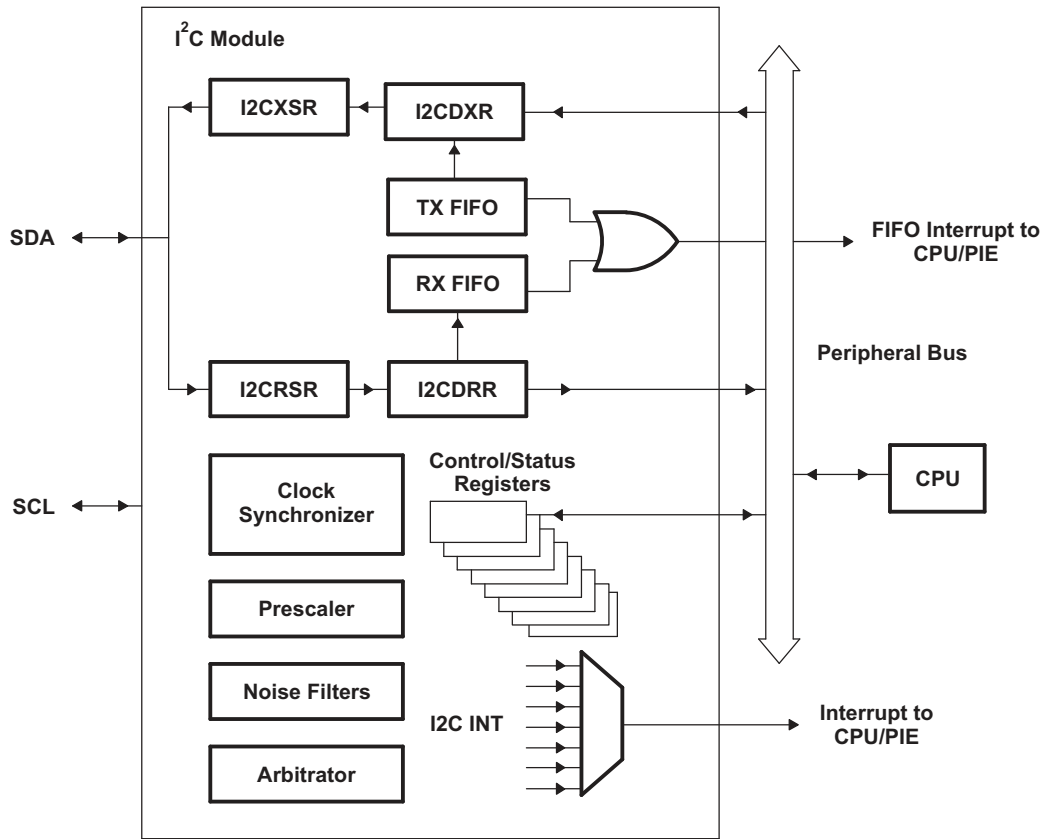 I²C Module
I2CXSR
I2CDXR
TX FIFO
SDA
FIFO Interrupt to
CPU/PIE
RX FIFO
Peripheral Bus
I2CRSR
I2CDRR
Control/Status
Registers
CPU
SCL
Clock
Synchronizer
Prescaler
Noise Filters
I2C INT
Interrupt to
CPU/PIE
Arbitrator